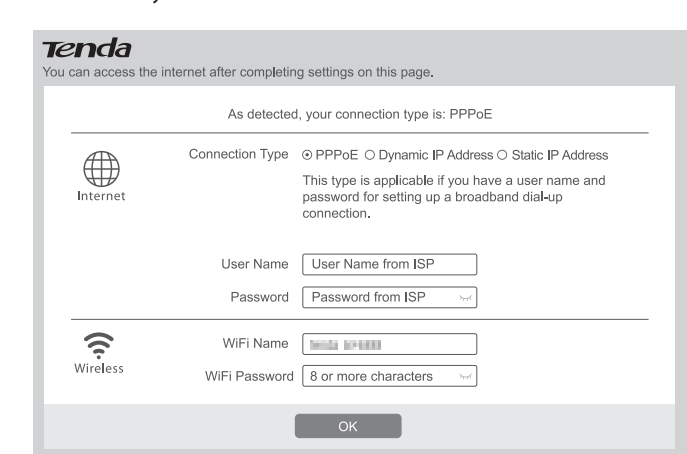 Tenda
You can access the internet after completing settings on this page.
As detected, your connection type is: PPPoE
Connection Type PPPoE Dynamic IP Address Static IP Address
This type is applicable if you have a user name and
password for setting up a broadband dial-up
connection.
Internet
User Name User Name from ISP
Password Password from ISP
WiFi Name
Wireless
WiFi Password 8 or more characters
OK